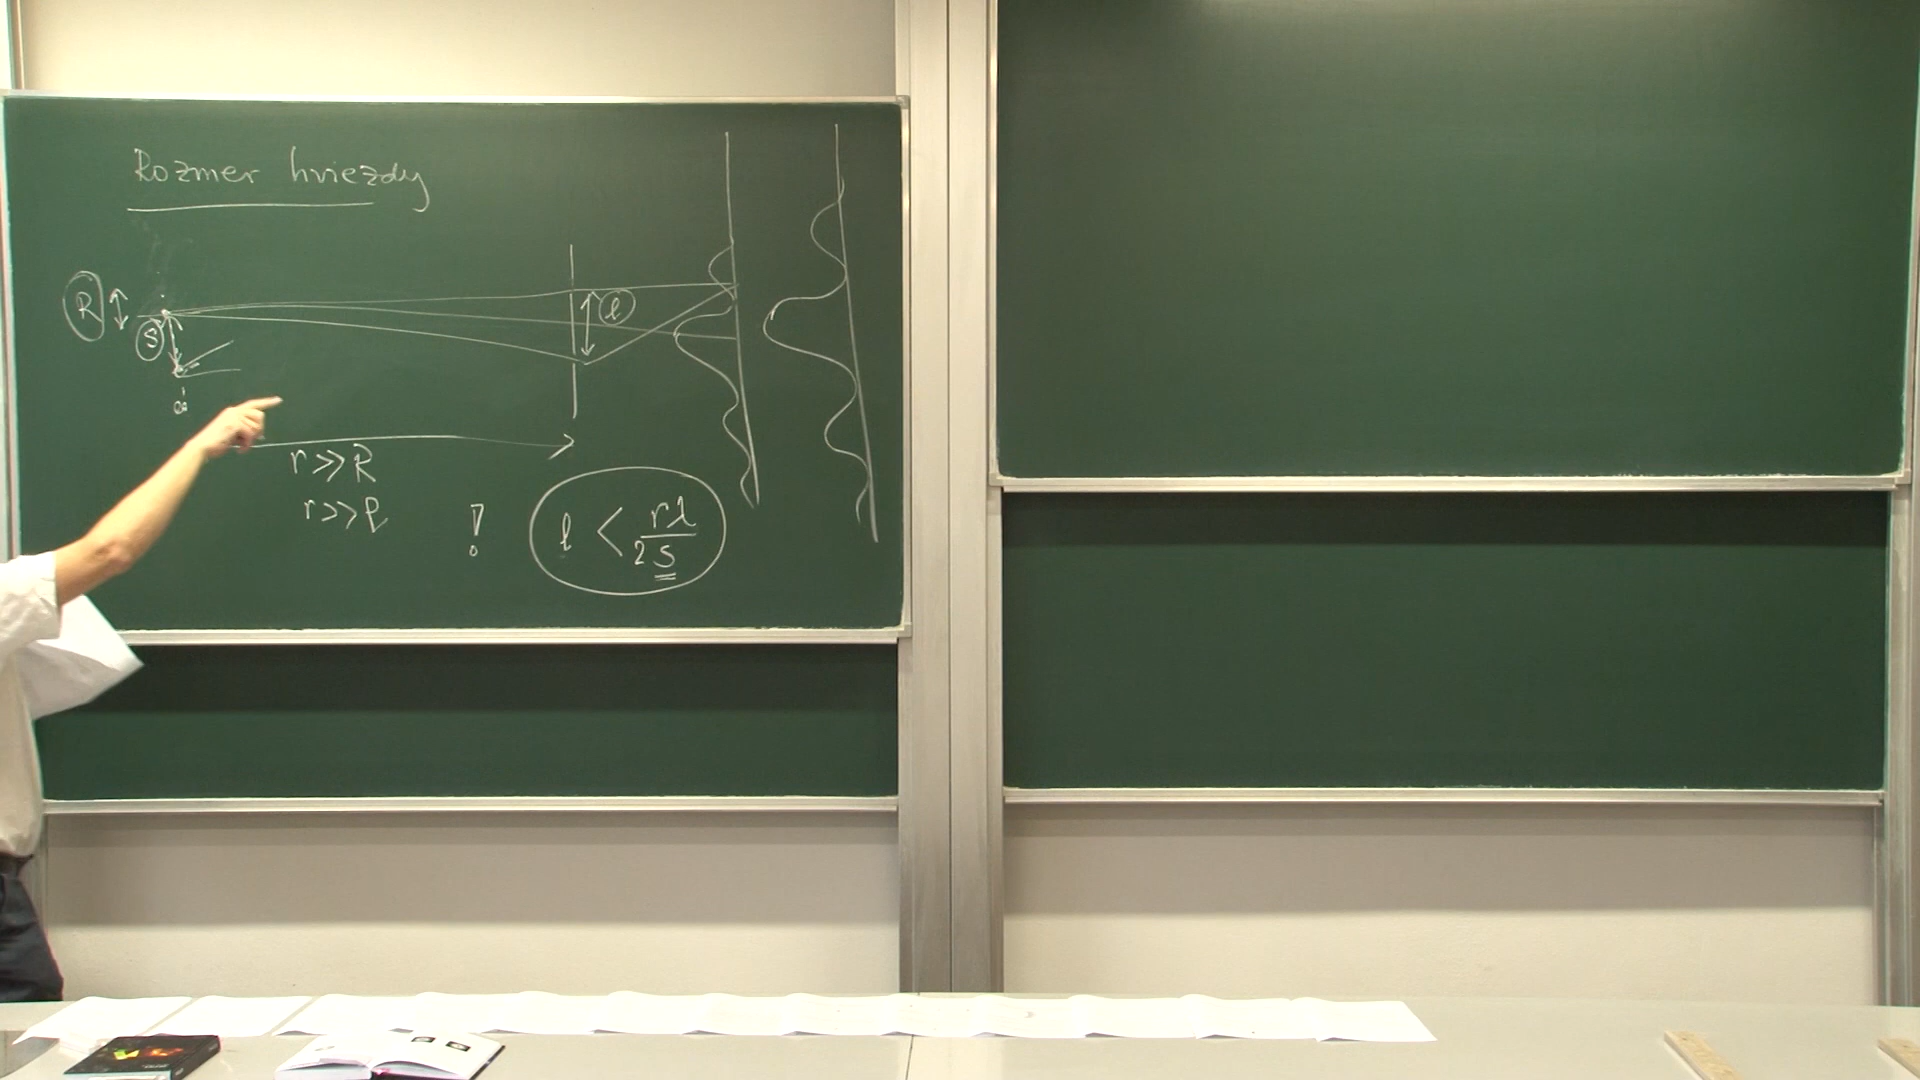 Rozmer hviezdy
R
S
l
r >> R
r >> l
! l < rλ / 2s